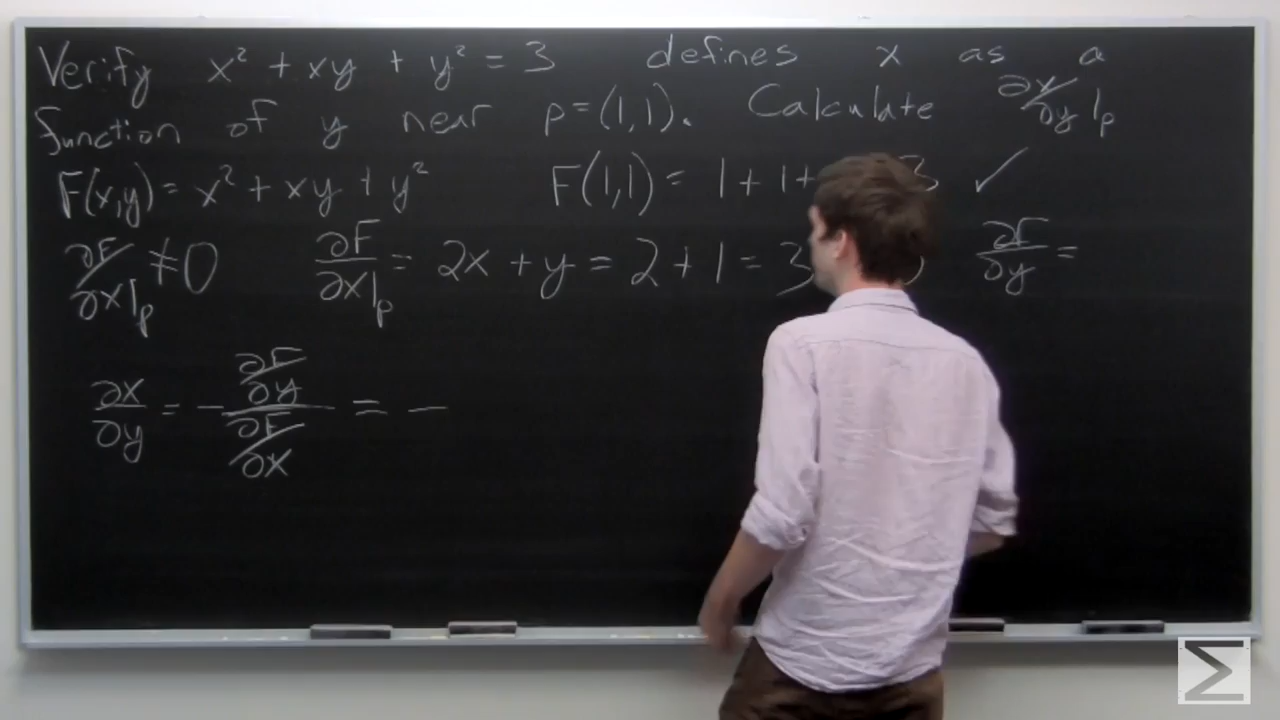 Verify x² + xy + y² = 3 defines x as a
function of y near p = (1,1). Calculate ∂x/∂y|p
F(x,y) = x² + xy + y² F(1,1) = 1 + 1 + 3 ✓
∂F/∂x|p ≠ 0 ∂F/∂x|p = 2x + y = 2 + 1 = 3 ∂F/∂y =
∂x/∂y = - ∂F/∂y / ∂F/∂x = -
Σ